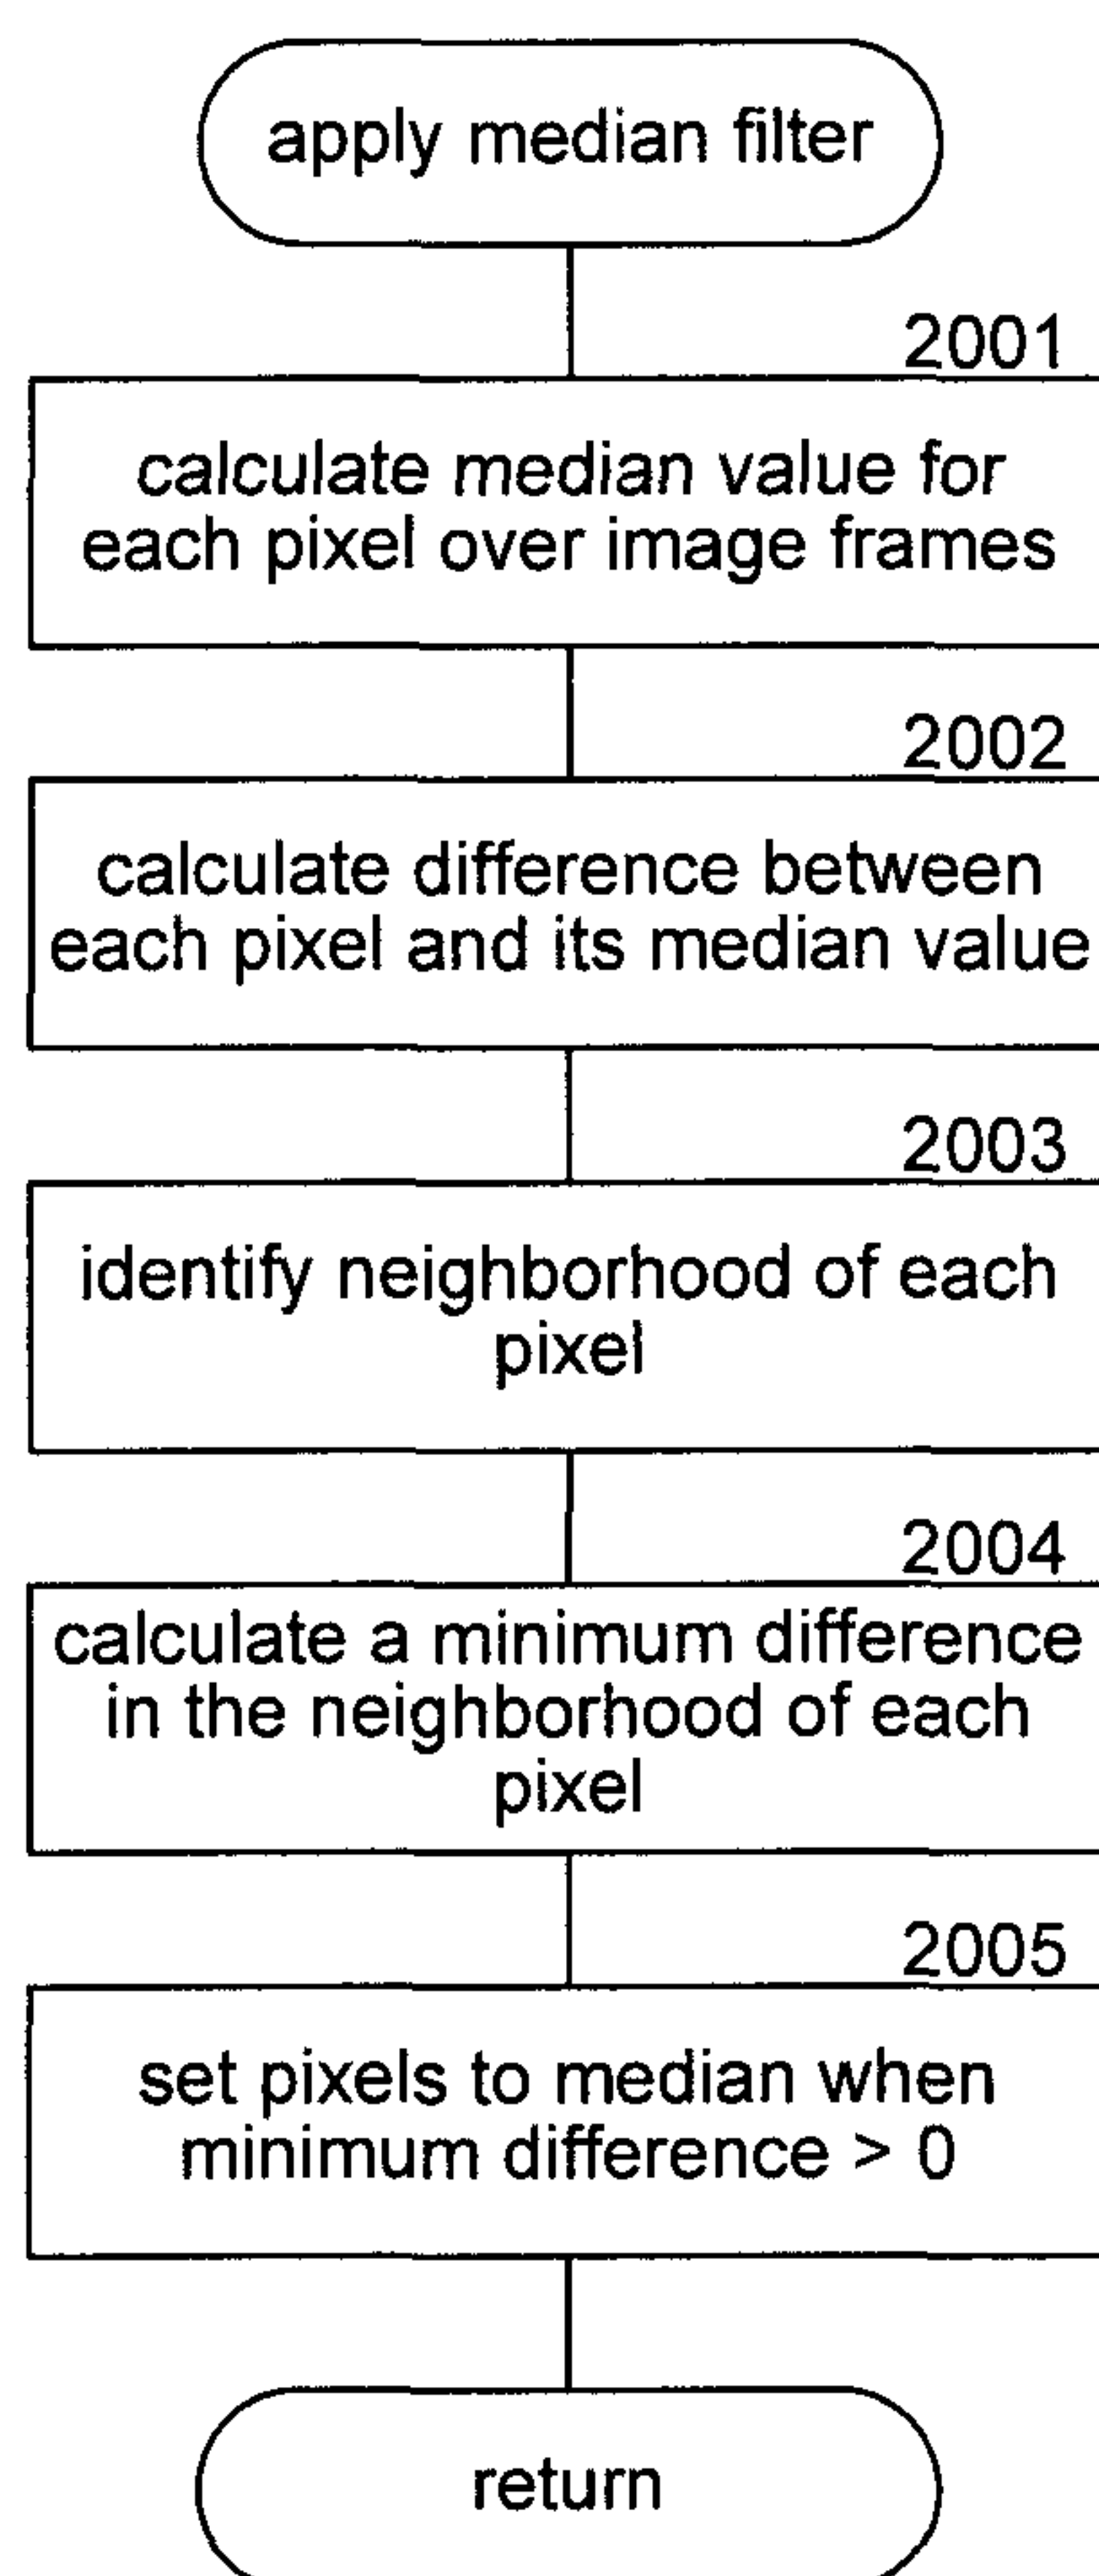 apply median filter
2001
calculate median value for
each pixel over image frames
2002
calculate difference between
each pixel and its median value
2003
identify neighborhood of each
pixel
2004
calculate a minimum difference
in the neighborhood of each
pixel
2005
set pixels to median when
minimum difference > 0
return